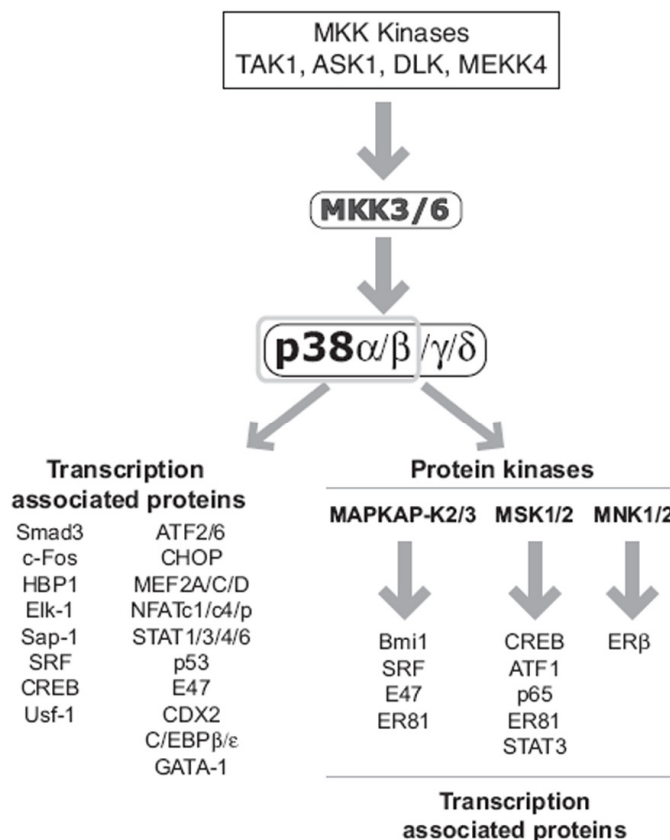 MKK Kinases
TAK1, ASK1, DLK, MEKK4
MKK3/6
p38α/β/γ/δ
Transcription
associated proteins
Smad3
c-Fos
HBP1
Elk-1
Sap-1
SRF
CREB
Usf-1
ATF2/6
CHOP
MEF2A/C/D
NFATc1/c4/p
STAT1/3/4/6
p53
E47
CDX2
C/EBPβ/ε
GATA-1
Protein kinases
MAPKAP-K2/3 MSK1/2 MNK1/2
Bmi1
SRF
E47
ER81
CREB
ATF1
p65
ER81
STAT3
ERβ
Transcription
associated proteins